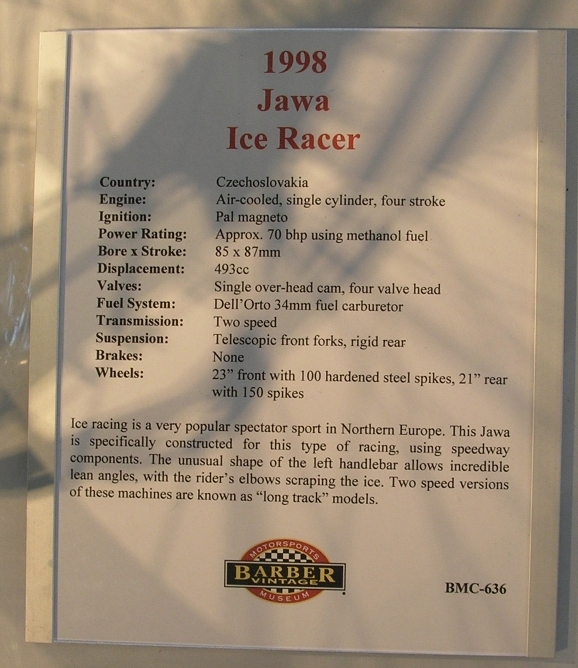 1998
Jawa
Ice Racer
Country: Czechoslovakia
Engine: Air-cooled, single cylinder, four stroke
Ignition: Pal magneto
Power Rating: Approx. 70 bhp using methanol fuel
Bore x Stroke: 85 x 87mm
Displacement: 493cc
Valves: Single over-head cam, four valve head
Fuel System: Dell'Orto 34mm fuel carburetor
Transmission: Two speed
Suspension: Telescopic front forks, rigid rear
Brakes: None
Wheels: 23” front with 100 hardened steel spikes, 21” rear
with 150 spikes
Ice racing is a very popular spectator sport in Northern Europe. This Jawa
is specifically constructed for this type of racing, using speedway
components. The unusual shape of the left handlebar allows incredible
lean angles, with the rider's elbows scraping the ice. Two speed versions
of these machines are known as “long track” models.
MOTORSPORTS
BARBER
VINTAGE
MUSEUM
BMC-636